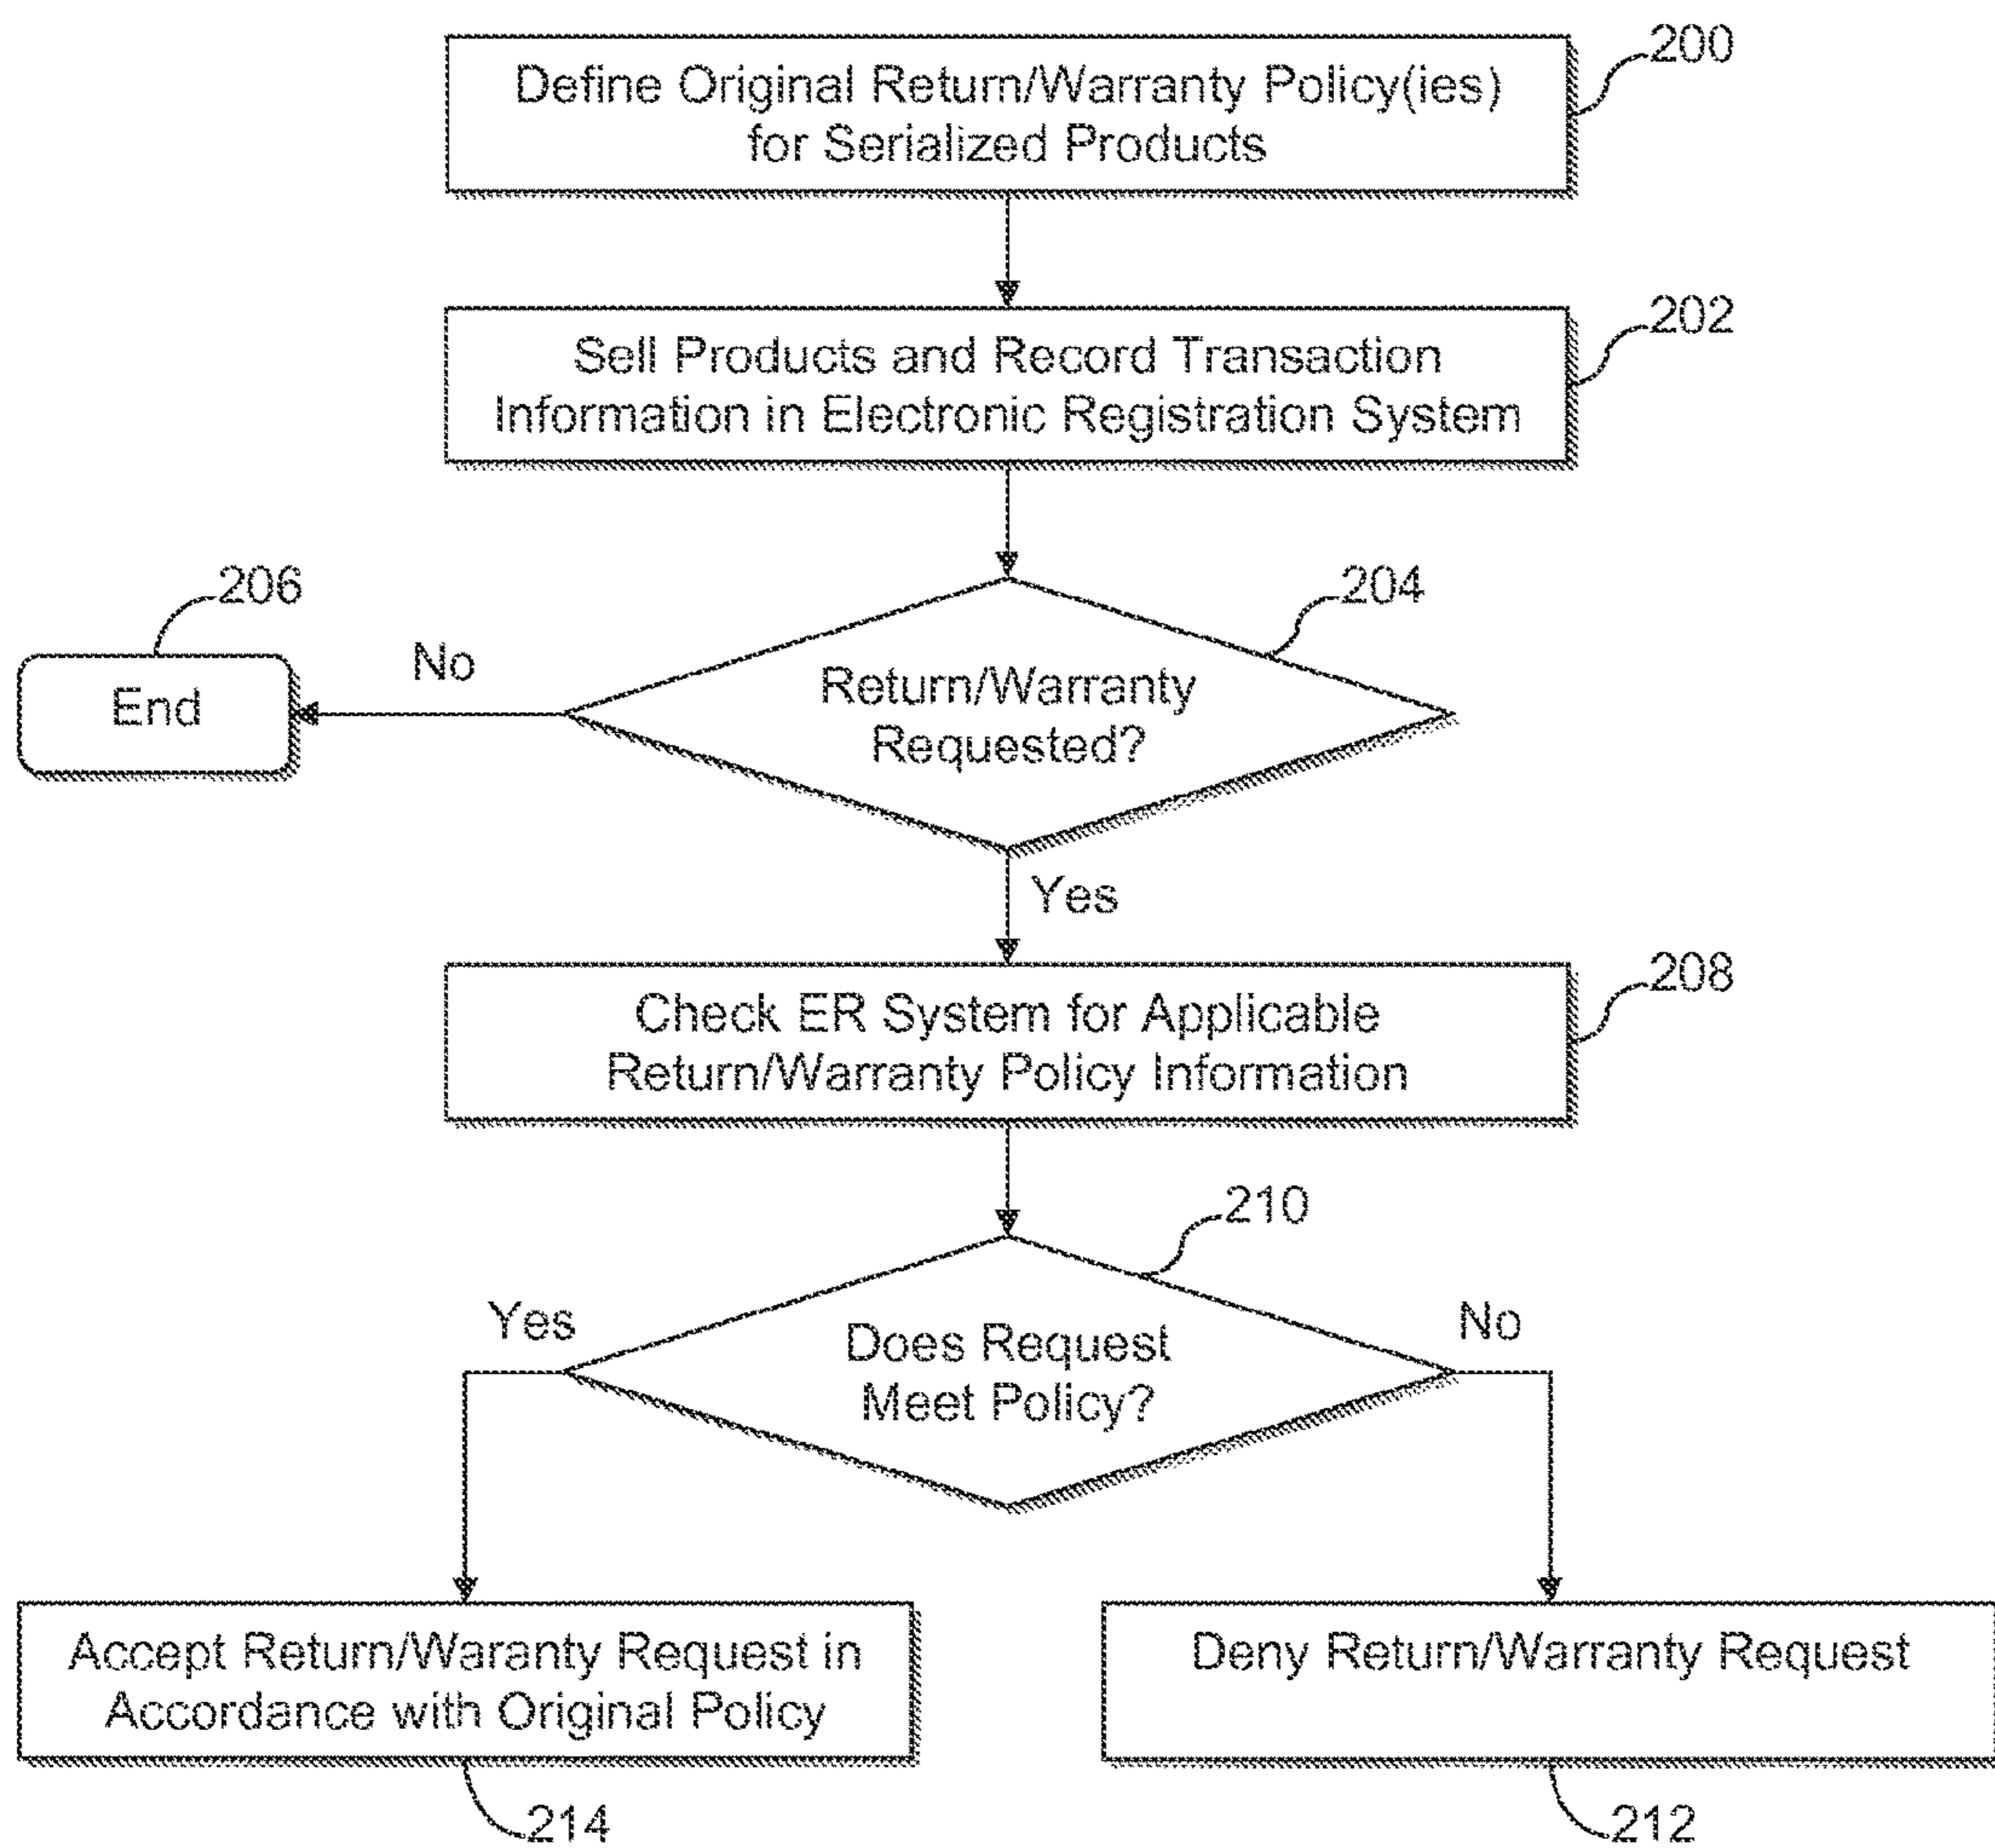 200
Define Original Return/Warranty Policy(ies)
for Serialized Products
202
Sell Products and Record Transaction
Information in Electronic Registration System
206
204
No
End
Return/Warranty
Requested?
Yes
208
Check ER System for Applicable
Return/Warranty Policy Information
210
Yes
No
Does Request
Meet Policy?
Accept Return/Waranty Request in
Accordance with Original Policy
Deny Return/Warranty Request
214
212